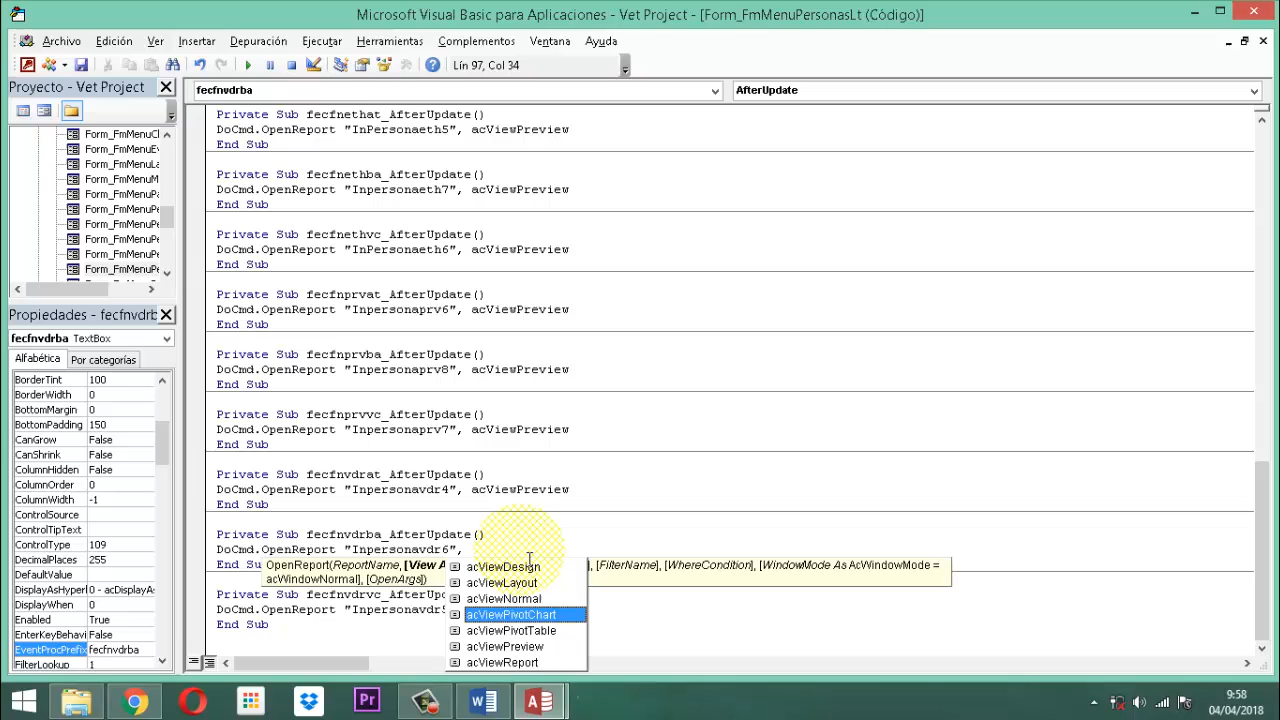 Microsoft Visual Basic para Aplicaciones - Vet Project - [Form_FmMenuPersonasLt (Código)]
Archivo Edición Ver Insertar Formato Depuración Ejecutar Herramientas Complementos Ventana Ayuda
Lín 97, Col 34
Proyecto - Vet Project
fecfnvdrba
AfterUpdate
Form_FmMenuCl
Form_FmMenuEv
Form_FmMenuLa
Form_FmMenuM
Form_FmMenuPa
Form_FmMenuPe
Form_FmMenuPe
Form_FmMenuPe
Form_FmMenuPe
Form_FmMenuPe
Propiedades - fecfnvdrb
fecfnvdrba TextBox
Alfabética Por categorías
BorderTint 100
BorderWidth 0
BottomMargin 0
BottomPadding 150
CanGrow False
CanShrink False
ColumnHidden False
ColumnOrder 0
ColumnWidth -1
ControlSource
ControlTipText
ControlType 109
DecimalPlaces 255
DefaultValue
DisplayAsHyperl 0 - acDisplayAs
DisplayWhen 0
Enabled True
EnterKeyBehavi False
EventProcPrefix fecfnvdrba
FilterLookup 1
Private Sub fecfnethat_AfterUpdate()
DoCmd.OpenReport "InPersonaeth5", acViewPreview
End Sub
Private Sub fecfnethba_AfterUpdate()
DoCmd.OpenReport "Inpersonaeth7", acViewPreview
End Sub
Private Sub fecfnethvc_AfterUpdate()
DoCmd.OpenReport "InPersonaeth6", acViewPreview
End Sub
Private Sub fecfnprvat_AfterUpdate()
DoCmd.OpenReport "Inpersonaprv6", acViewPreview
End Sub
Private Sub fecfnprvba_AfterUpdate()
DoCmd.OpenReport "Inpersonaprv8", acViewPreview
End Sub
Private Sub fecfnprvvc_AfterUpdate()
DoCmd.OpenReport "Inpersonaprv7", acViewPreview
End Sub
Private Sub fecfnvdrat_AfterUpdate()
DoCmd.OpenReport "Inpersonavdr4", acViewPreview
End Sub
Private Sub fecfnvdrba_AfterUpdate()
DoCmd.OpenReport "Inpersonavdr6",
End Su
OpenReport(ReportName, [View A
], [FilterName], [WhereCondition], [WindowMode As AcWindowMode =
acWindowNormal], [OpenArgs])
Private Sub fecfnvdrvc_AfterUpdate
DoCmd.OpenReport "Inpersonavdr5
End Sub
acViewDesign
acViewLayout
acViewNormal
acViewPivotChart
acViewPivotTable
acViewPreview
acViewReport
Pr
9:58
04/04/2018